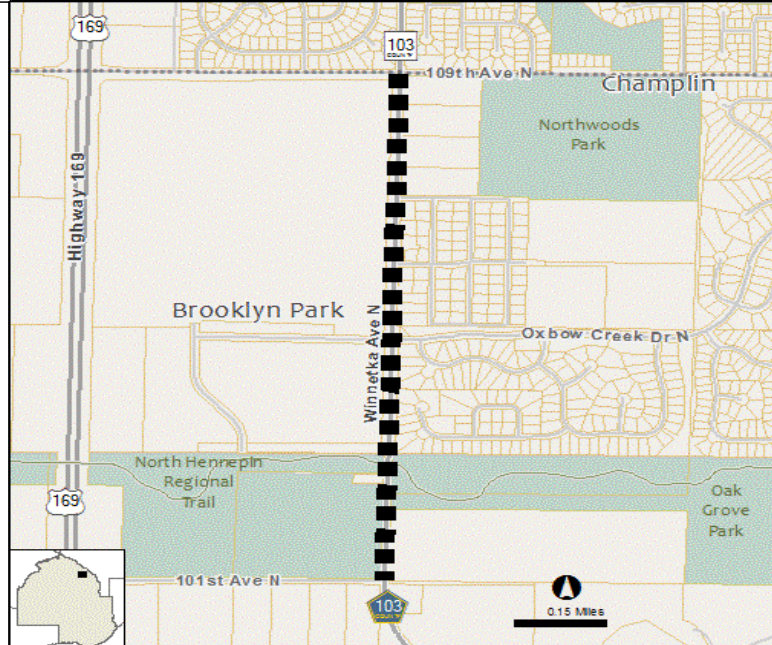 169
103
COUNTY
109th Ave N
Champlin
Northwoods
Park
Highway 169
Brooklyn Park
Winnetka Ave N
Oxbow Creek Dr N
North Hennepin
Regional
Trail
169
Oak
Grove
Park
101st Ave N
103
COUNTY
0.15 Miles